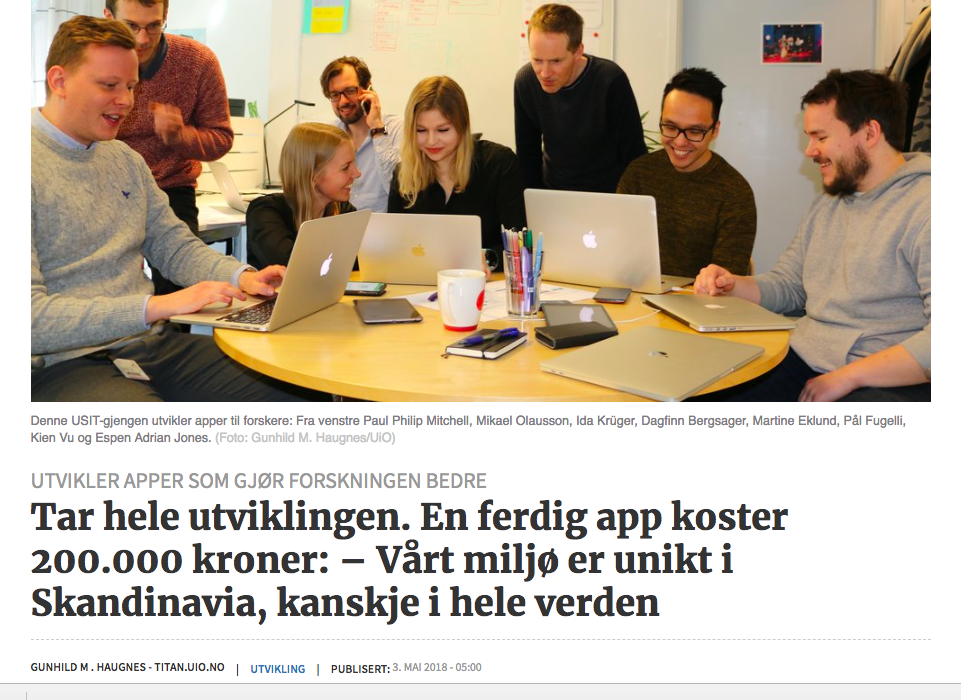 Denne USIT-gjengen utvikler apper til forskere: Fra venstre Paul Philip Mitchell, Mikael Olausson, Ida Krüger, Dagfinn Bergsager, Martine Eklund, Pål Fugelli,
Kien Vu og Espen Adrian Jones. (Foto: Gunhild M. Haugnes/UiO)
UTVIKLER APPER SOM GJØR FORSKNINGEN BEDRE
Tar hele utviklingen. En ferdig app koster
200.000 kroner: – Vårt miljø er unikt i
Skandinavia, kanskje i hele verden
GUNHILD M . HAUGNES - TITAN.UIO.NO | UTVIKLING | PUBLISERT: 3. MAI 2018 - 05:00